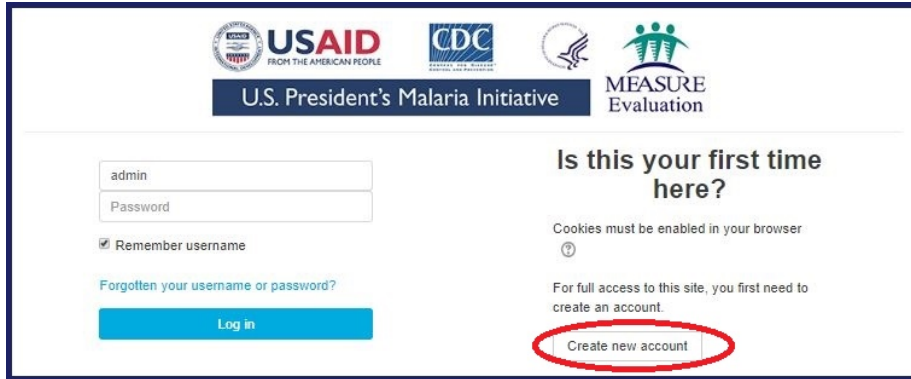 USAID
FROM THE AMERICAN PEOPLE
CDC
U.S. President's Malaria Initiative
MEASURE
Evaluation
admin
Password
Remember username
Forgotten your username or password?
Log in
Is this your first time
here?
Cookies must be enabled in your browser
For full access to this site, you first need to
create an account.
Create new account